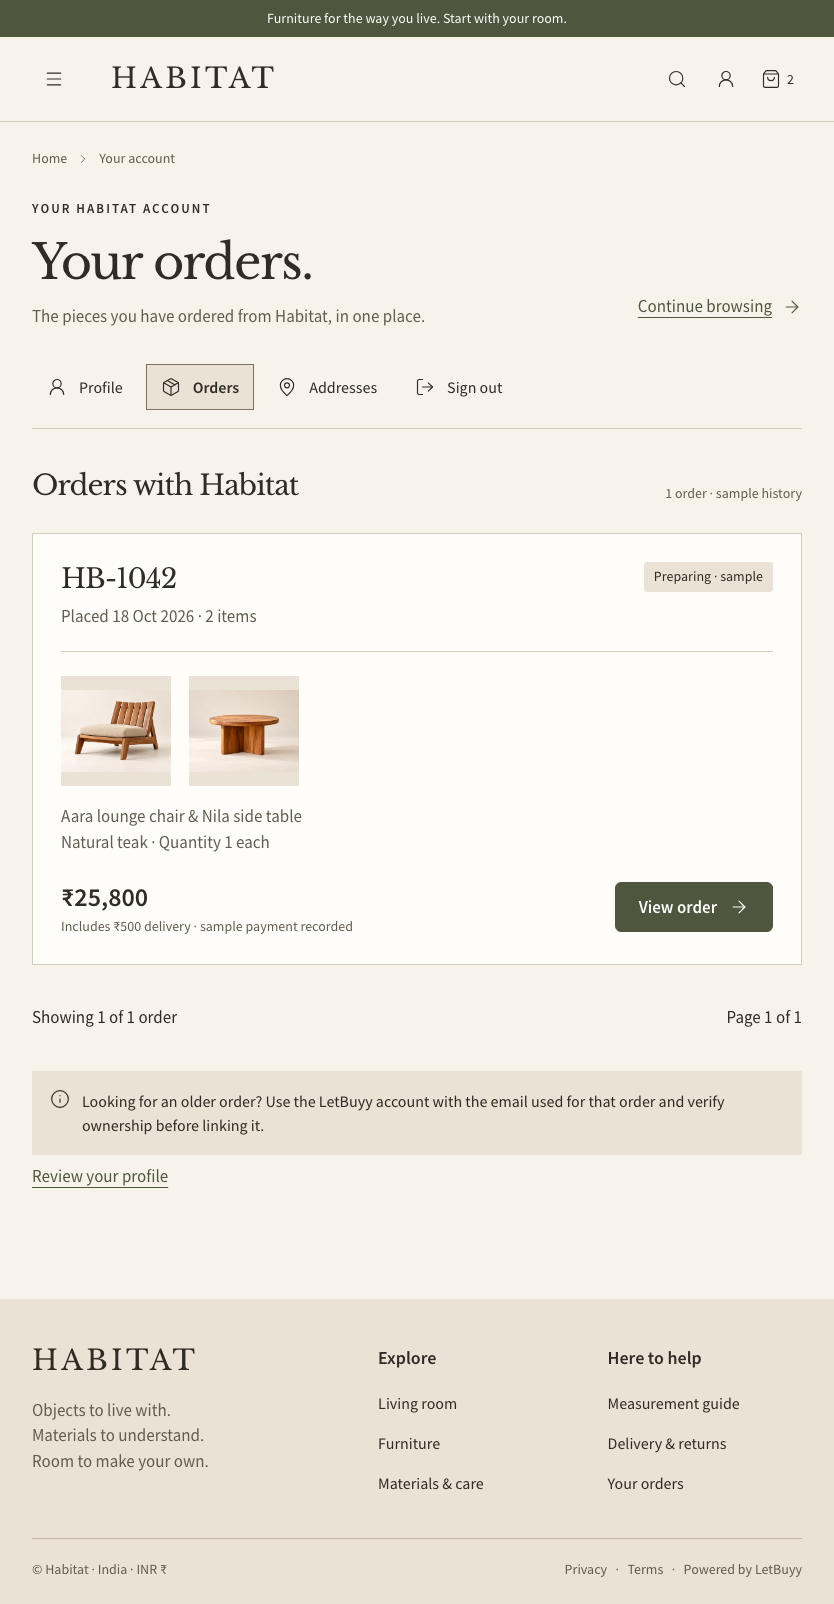 Furniture for the way you live. Start with your room.
HABITAT
2
Home > Your account
YOUR HABITAT ACCOUNT
Your orders.
The pieces you have ordered from Habitat, in one place.
Continue browsing →
Profile
Orders
Addresses
Sign out
Orders with Habitat
1 order · sample history
HB-1042
Preparing · sample
Placed 18 Oct 2026 · 2 items
Aara lounge chair & Nila side table
Natural teak · Quantity 1 each
₹25,800
Includes ₹500 delivery · sample payment recorded
View order →
Showing 1 of 1 order
Page 1 of 1
Looking for an older order? Use the LetBuyy account with the email used for that order and verify
ownership before linking it.
Review your profile
HABITAT
Objects to live with.
Materials to understand.
Room to make your own.
Explore
Living room
Furniture
Materials & care
Here to help
Measurement guide
Delivery & returns
Your orders
© Habitat · India · INR ₹
Privacy · Terms · Powered by LetBuyy